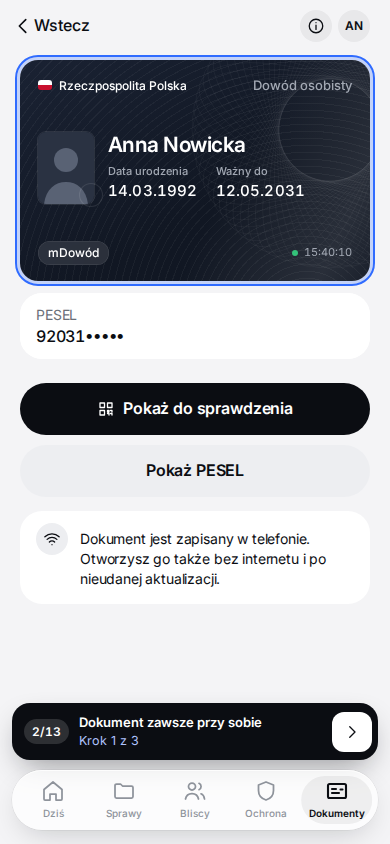 Wstecz
AN
Rzeczpospolita Polska
Dowód osobisty
Anna Nowicka
Data urodzenia Ważny do
14.03.1992 12.05.2031
mDowód
15:40:10
PESEL
92031•••••
Pokaż do sprawdzenia
Pokaż PESEL
Dokument jest zapisany w telefonie.
Otworzysz go także bez internetu i po
nieudanej aktualizacji.
2/13
Dokument zawsze przy sobie
Krok 1 z 3
Dziś Sprawy Bliscy Ochrona Dokumenty